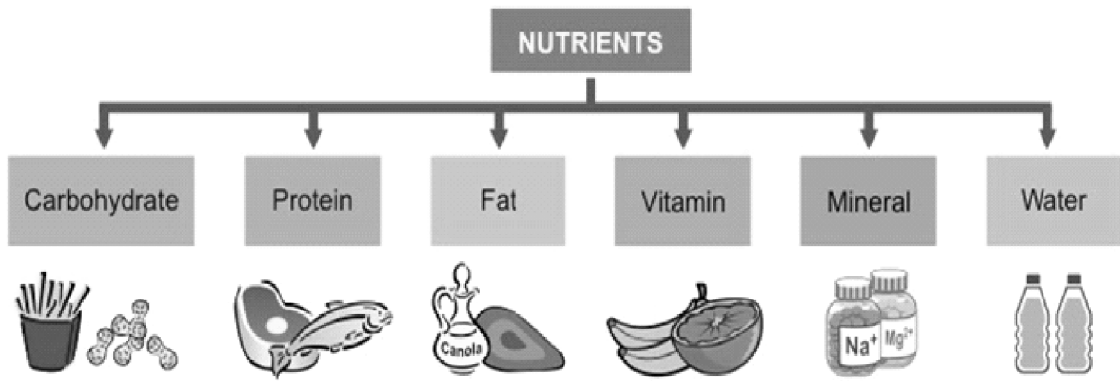 NUTRIENTS
Carbohydrate
Protein
Fat
Vitamin
Mineral
Water
Canola
Na⁺
Mg²⁺